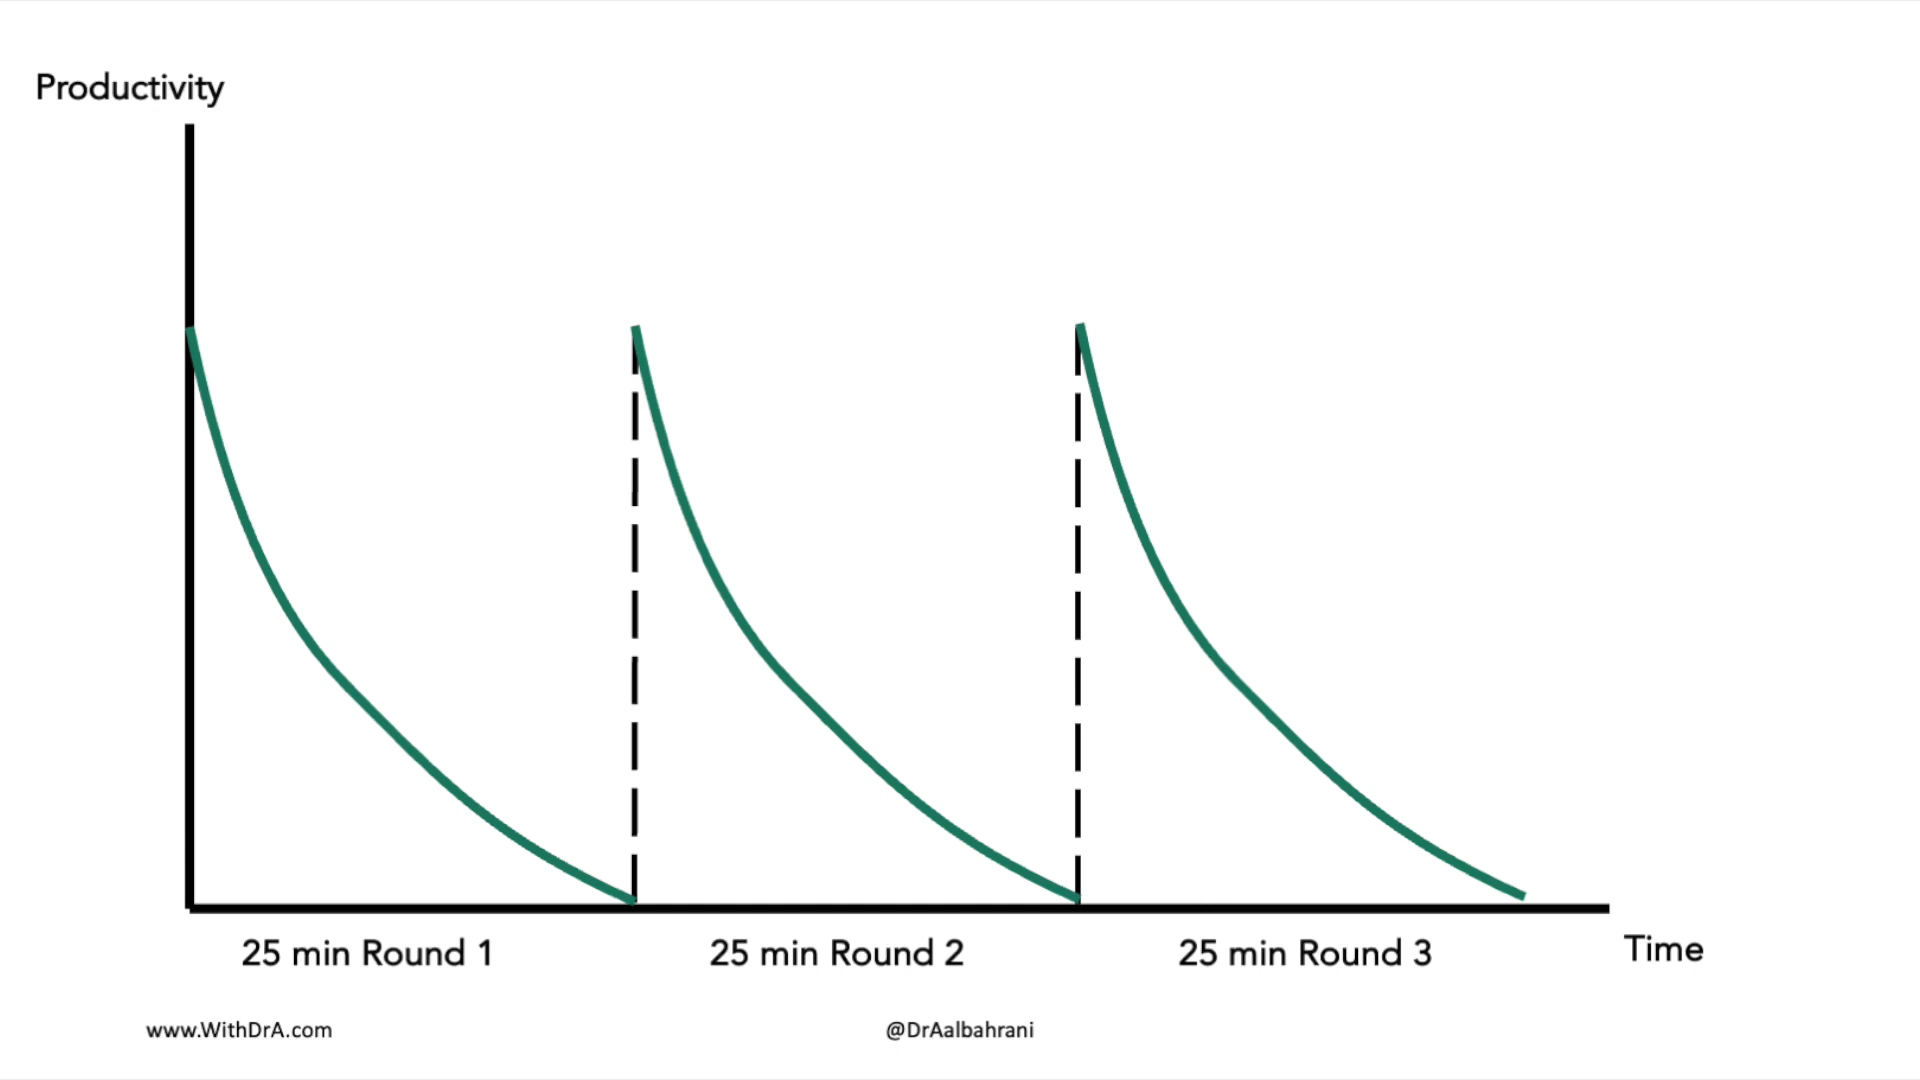 Productivity
25 min Round 1
25 min Round 2
25 min Round 3
Time
www.WithDrA.com
@DrAalbahrani